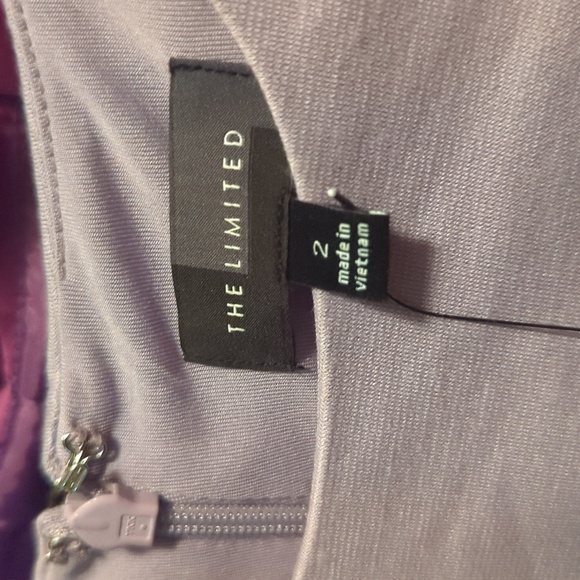 THE LIMITED
2
made in
vietnam